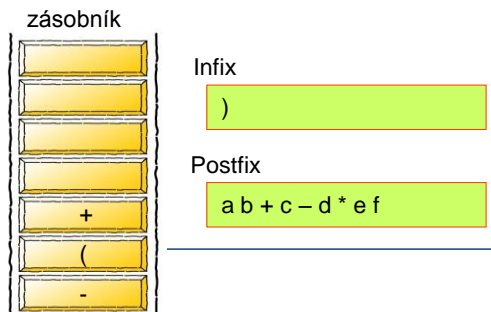 zásobník
Infix
)
Postfix
a b + c – d * e f
+
(
-